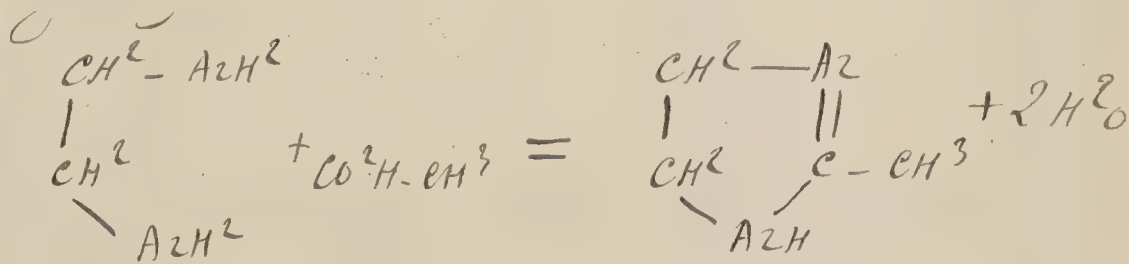 CH² - AzH² CH² — Az
CH² + CO²H - CH³ = CH² C - CH³ + 2H²O
AzH² AzH